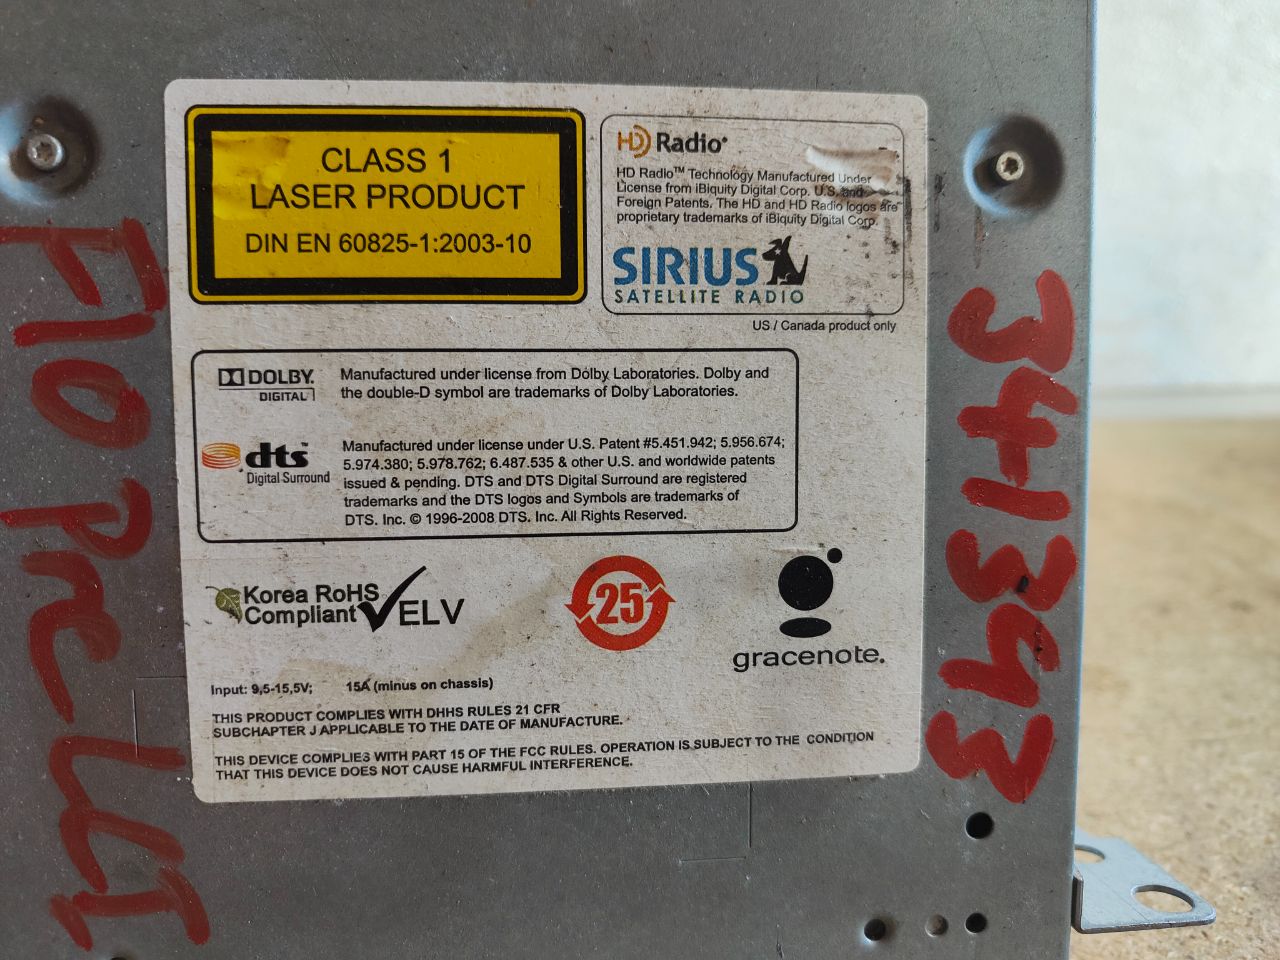 CLASS 1
LASER PRODUCT
DIN EN 60825-1:2003-10
HD Radio
HD Radio™ Technology Manufactured Under
License from iBiquity Digital Corp. U.S. and
Foreign Patents. The HD and HD Radio logos are
proprietary trademarks of iBiquity Digital Corp.
SIRIUS
SATELLITE RADIO
US / Canada product only
DOLBY.
DIGITAL
Manufactured under license from Dolby Laboratories. Dolby and
the double-D symbol are trademarks of Dolby Laboratories.
dts™
Digital Surround
Manufactured under license under U.S. Patent #5.451.942; 5.956.674;
5.974.380; 5.978.762; 6.487.535 & other U.S. and worldwide patents
issued & pending. DTS and DTS Digital Surround are registered
trademarks and the DTS logos and Symbols are trademarks of
DTS. Inc. © 1996-2008 DTS. Inc. All Rights Reserved.
Korea RoHS
Compliant
ELV
25
gracenote.
Input: 9,5-15,5V; 15A (minus on chassis)
THIS PRODUCT COMPLIES WITH DHHS RULES 21 CFR
SUBCHAPTER J APPLICABLE TO THE DATE OF MANUFACTURE.
THIS DEVICE COMPLIES WITH PART 15 OF THE FCC RULES. OPERATION IS SUBJECT TO THE CONDITION
THAT THIS DEVICE DOES NOT CAUSE HARMFUL INTERFERENCE.
F10 PRE-LCI
341393